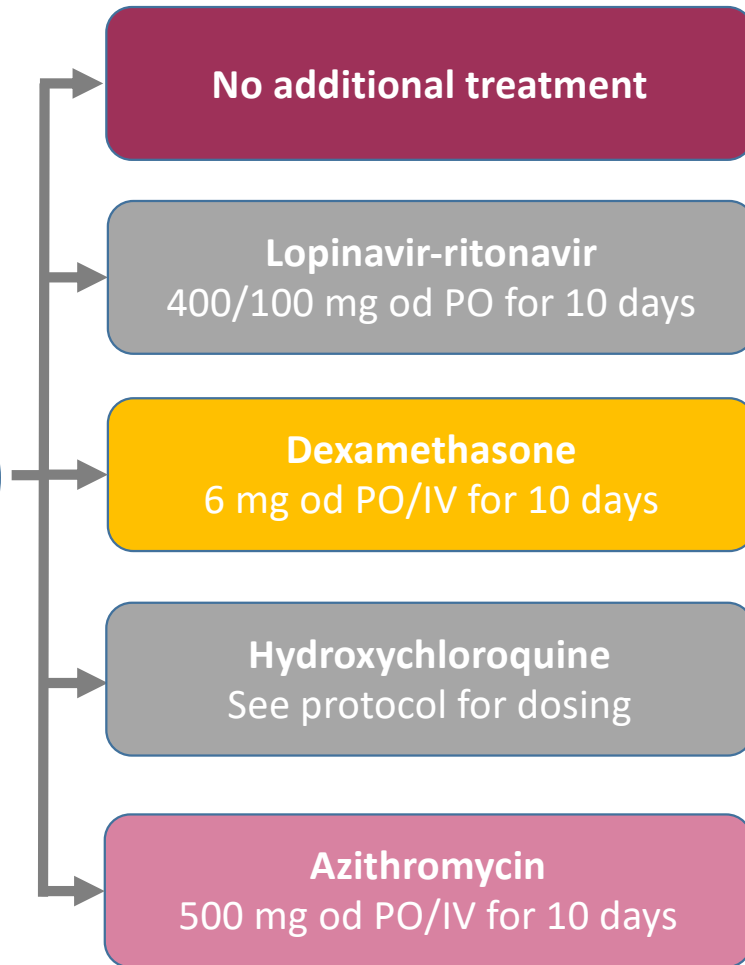 No additional treatment
Lopinavir-ritonavir
400/100 mg od PO for 10 days
Dexamethasone
6 mg od PO/IV for 10 days
Hydroxychloroquine
See protocol for dosing
Azithromycin
500 mg od PO/IV for 10 days